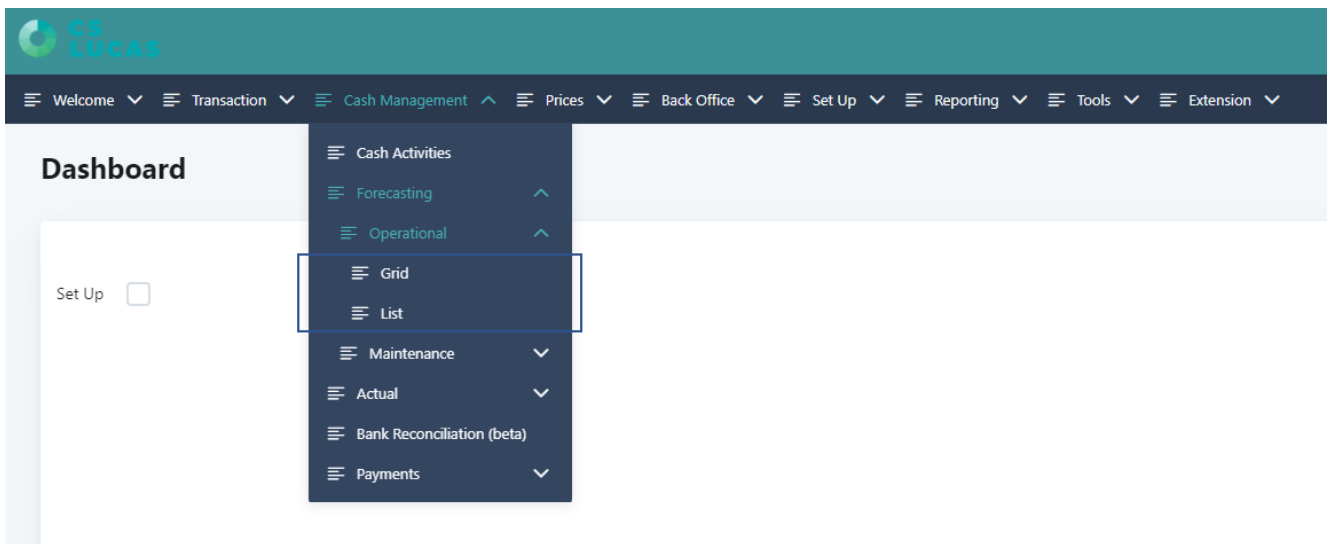 CS
LUCAS
Welcome Transaction Cash Management Prices Back Office Set Up Reporting Tools Extension
Dashboard
Cash Activities
Forecasting
Operational
Grid
Set Up
List
Maintenance
Actual
Bank Reconciliation (beta)
Payments